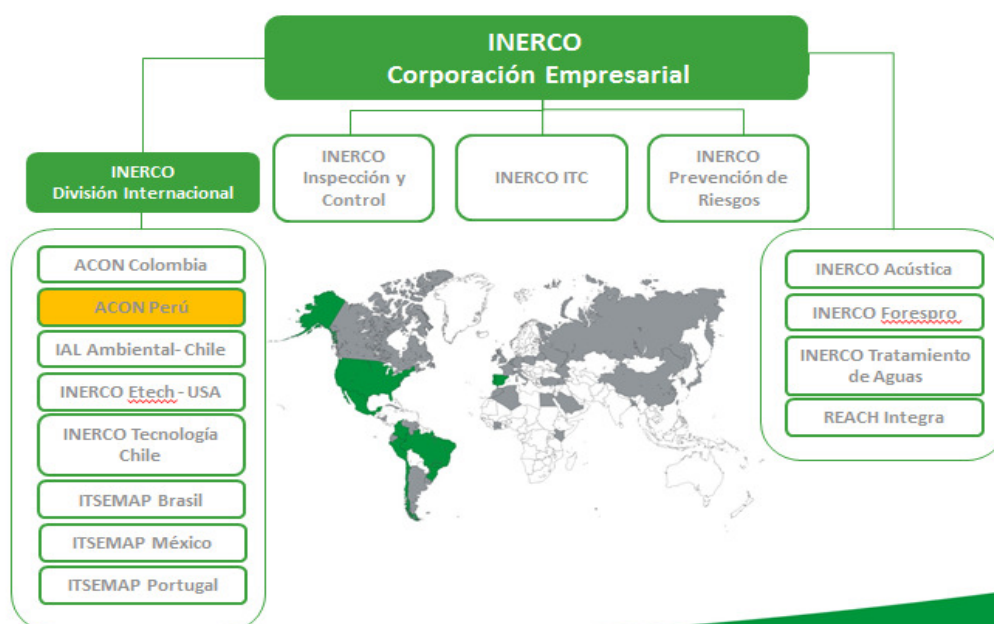 INERCO
Corporación Empresarial
INERCO
División Internacional
INERCO
Inspección y
Control
INERCO ITC
INERCO
Prevención de
Riesgos
ACON Colombia
ACON Perú
IAL Ambiental- Chile
INERCO Etech - USA
INERCO Tecnología
Chile
ITSEMAP Brasil
ITSEMAP México
ITSEMAP Portugal
INERCO Acústica
INERCO Forespro
INERCO Tratamiento
de Aguas
REACH Integra